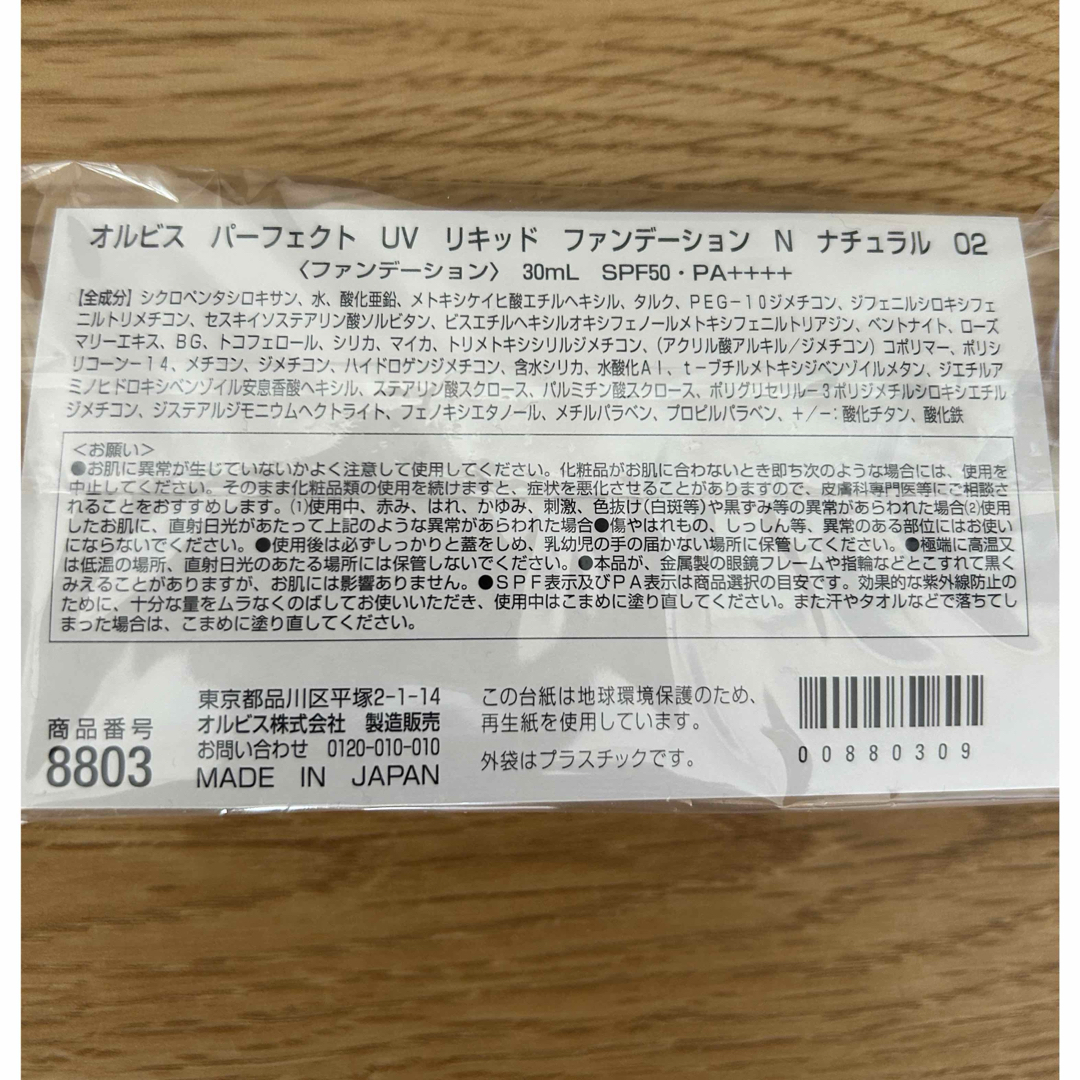 オルビス パーフェクト UV リキッド ファンデーション N ナチュラル 02
〈ファンデーション〉 30mL SPF50・PA++++
【全成分】シクロペンタシロキサン、水、酸化亜鉛、メトキシケイヒ酸エチルヘキシル、タルク、PEG-10ジメチコン、ジフェニルシロキシフェ
ニルトリメチコン、セスキイソステアリン酸ソルビタン、ビスエチルヘキシルオキシフェノールメトキシフェニルトリアジン、ベントナイト、ローズ
マリーエキス、BG、トコフェロール、シリカ、マイカ、トリメトキシシリルジメチコン、(アクリル酸アルキル/ジメチコン)コポリマー、ポリシ
リコーン-14、メチコン、ジメチコン、ハイドロゲンジメチコン、含水シリカ、水酸化Al、t-ブチルメトキシジベンゾイルメタン、ジエチルア
ミノヒドロキシベンゾイル安息香酸ヘキシル、ステアリン酸スクロース、パルミチン酸スクロース、ポリグリセリル-3ポリジメチルシロキシエチル
ジメチコン、ジステアルジモニウムヘクトライト、フェノキシエタノール、メチルパラベン、プロピルパラベン、+/-:酸化チタン、酸化鉄
<お願い>
●お肌に異常が生じていないかよく注意して使用してください。化粧品がお肌に合わないとき即ち次のような場合には、使用を
中止してください。そのまま化粧品類の使用を続けますと、症状を悪化させることがありますので、皮膚科専門医等にご相談さ
れることをおすすめします。(1)使用中、赤み、はれ、かゆみ、刺激、色抜け(白斑等)や黒ずみ等の異常があらわれた場合(2)使用
したお肌に、直射日光があたって上記のような異常があらわれた場合●傷やはれもの、しっしん等、異常のある部位にはお使い
にならないでください。●使用後は必ずしっかりと蓋をしめ、乳幼児の手の届かない場所に保管してください。●極端に高温又
は低温の場所、直射日光のあたる場所には保管しないでください。●本品が、金属製の眼鏡フレームや指輪などとこすれて黒く
みえることがありますが、お肌には影響ありません。●SPF表示及びPA表示は商品選択の目安です。効果的な紫外線防止の
ために、十分な量をムラなくのばしてお使いいただき、使用中はこまめに塗り直してください。また汗やタオルなどで落ちてし
まった場合は、こまめに塗り直してください。
商品番号
8803
東京都品川区平塚2-1-14
オルビス株式会社 製造販売
お問い合わせ 0120-010-010
MADE IN JAPAN
この台紙は地球環境保護のため、
再生紙を使用しています。
外袋はプラスチックです。
00880309